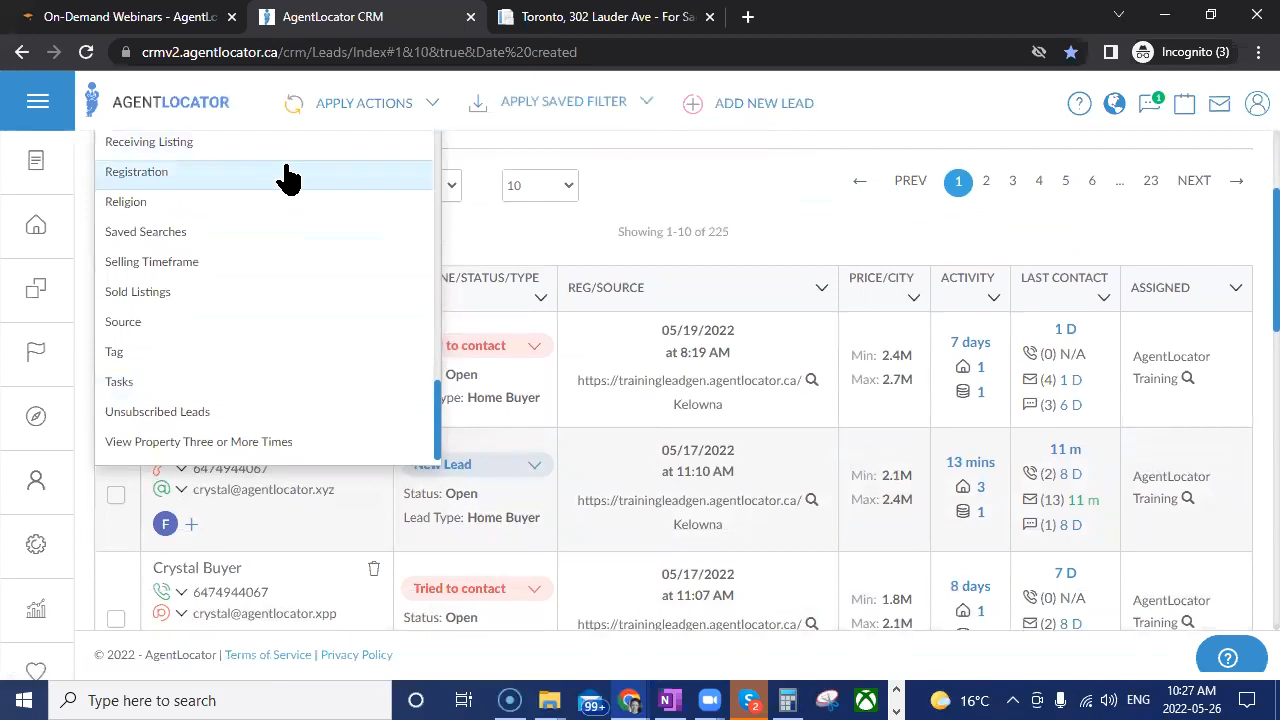 On-Demand Webinars - AgentLo
AgentLocator CRM
Toronto, 302 Lauder Ave - For Sa
crmv2.agentlocator.ca/crm/Leads/Index#1&10&true&Date%20created
Incognito (3)
AGENTLOCATOR
APPLY ACTIONS
APPLY SAVED FILTER
ADD NEW LEAD
1
Receiving Listing
Registration
Religion
Saved Searches
Selling Timeframe
Sold Listings
Source
Tag
Tasks
Unsubscribed Leads
View Property Three or More Times
10
PREV 1 2 3 4 5 6 ... 23 NEXT
Showing 1-10 of 225
NE/STATUS/TYPE
REG/SOURCE
PRICE/CITY
ACTIVITY
LAST CONTACT
ASSIGNED
to contact
Open
ype: Home Buyer
05/19/2022
at 8:19 AM
https://trainingleadgen.agentlocator.ca/
Kelowna
Min: 2.4M
Max: 2.7M
7 days
1
1
1 D
(0) N/A
(4) 1 D
(3) 6 D
AgentLocator
Training
6474944067
crystal@agentlocator.xyz
F
New Lead
Status: Open
Lead Type: Home Buyer
05/17/2022
at 11:10 AM
https://trainingleadgen.agentlocator.ca/
Kelowna
Min: 2.1M
Max: 2.4M
13 mins
3
1
11 m
(2) 8 D
(13) 11 m
(1) 8 D
AgentLocator
Training
Crystal Buyer
6474944067
crystal@agentlocator.xpp
Tried to contact
Status: Open
05/17/2022
at 11:07 AM
https://trainingleadgen.agentlocator.ca/
Min: 1.8M
Max: 2.1M
8 days
1
7 D
(0) N/A
(2) 8 D
AgentLocator
Training
© 2022 - AgentLocator | Terms of Service | Privacy Policy
Type here to search
99+
2
16°C
ENG
10:27 AM
2022-05-26